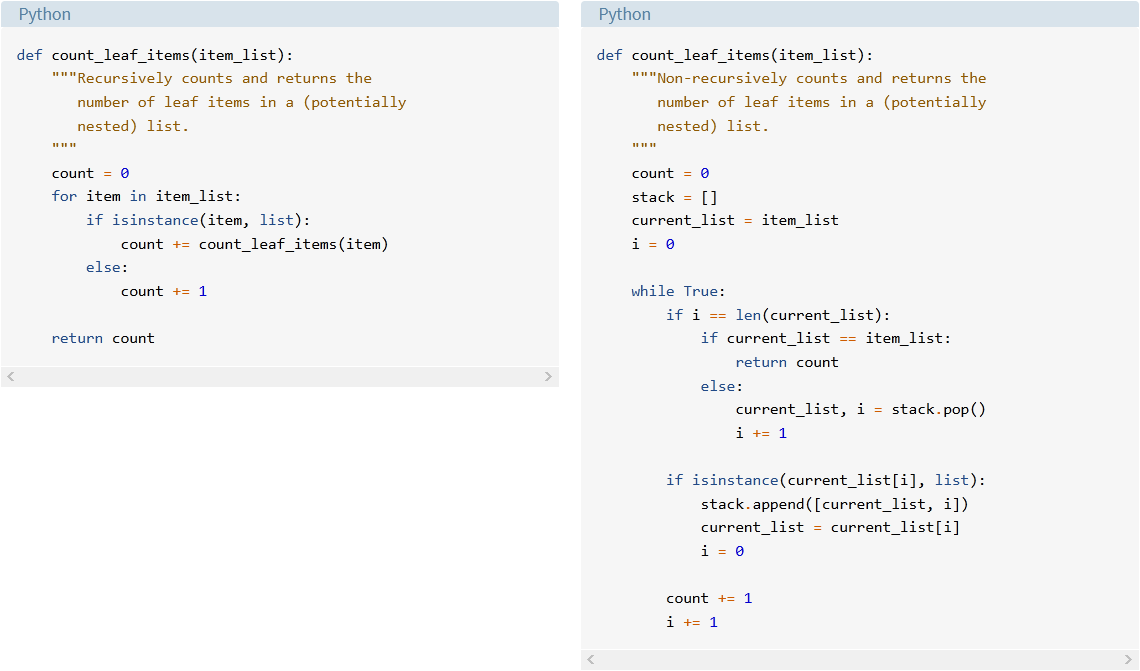 Python
def count_leaf_items(item_list):
    """Recursively counts and returns the
       number of leaf items in a (potentially
       nested) list.
    """
    count = 0
    for item in item_list:
        if isinstance(item, list):
            count += count_leaf_items(item)
        else:
            count += 1

    return count
Python
def count_leaf_items(item_list):
    """Non-recursively counts and returns the
       number of leaf items in a (potentially
       nested) list.
    """
    count = 0
    stack = []
    current_list = item_list
    i = 0

    while True:
        if i == len(current_list):
            if current_list == item_list:
                return count
            else:
                current_list, i = stack.pop()
                i += 1

        if isinstance(current_list[i], list):
            stack.append([current_list, i])
            current_list = current_list[i]
            i = 0

        count += 1
        i += 1